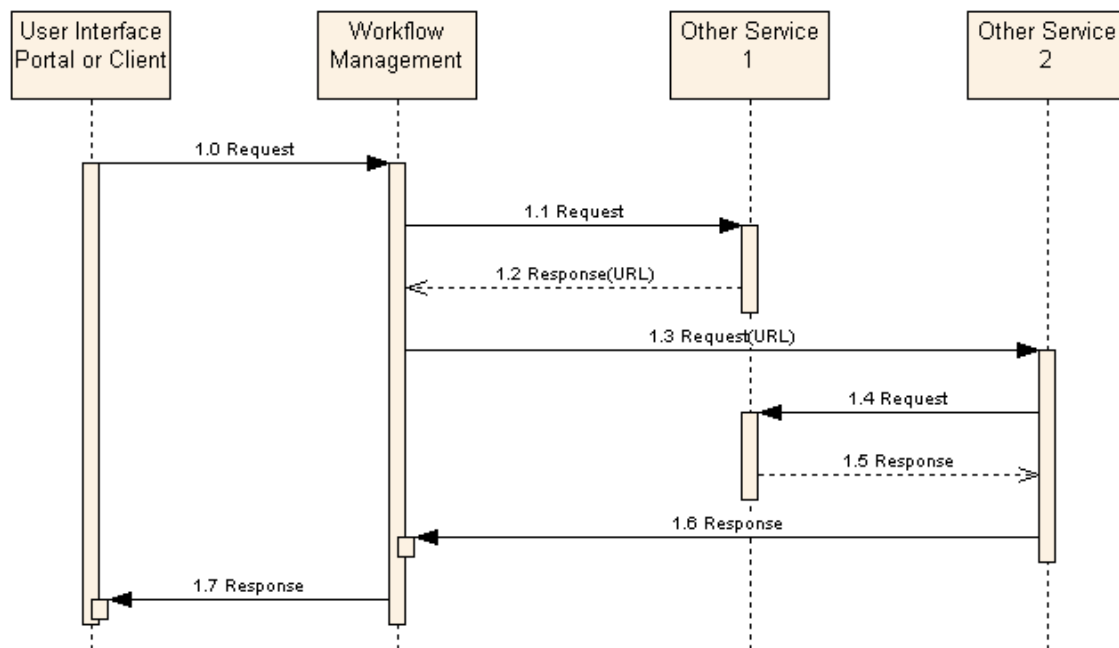 User Interface
Portal or Client
Workflow
Management
Other Service
1
Other Service
2
1.0 Request
1.1 Request
1.2 Response(URL)
1.3 Request(URL)
1.4 Request
1.5 Response
1.6 Response
1.7 Response